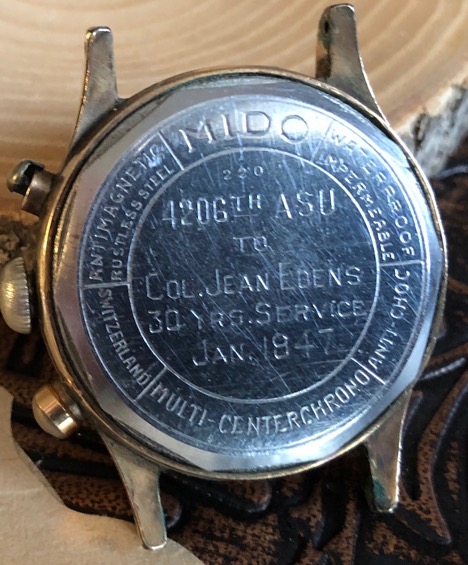 MIDO
WATERPROOF
IMPERMEABLE
ANTI-CHOC
MULTI-CENTERCHRONO
SWITZERLAND
ANTIMAGNETIC
RUSTLESS STEEL
220
4206TH ASU
TO
COL. JEAN EDENS
30 YRS. SERVICE
JAN. 1847